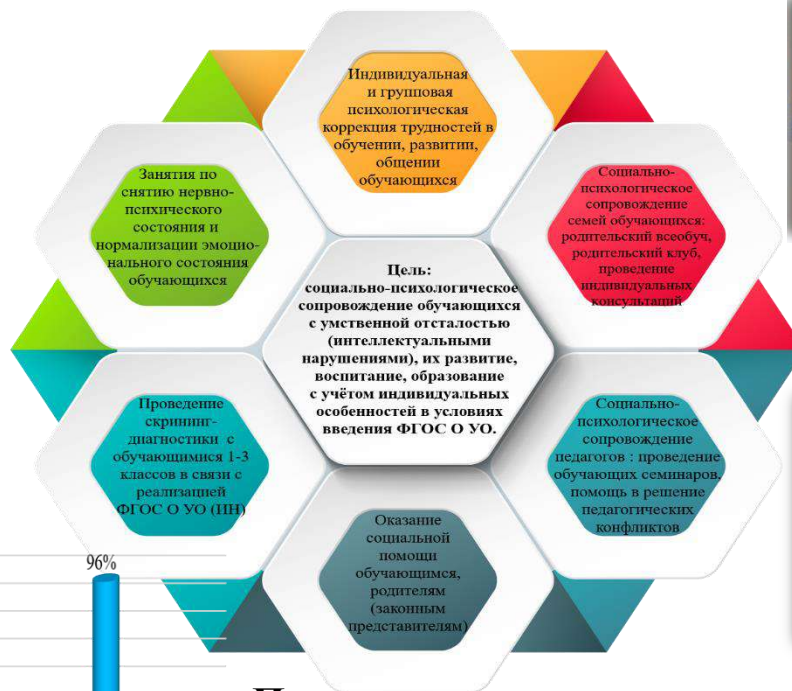 Индивидуальная
и групповая
психологическая
коррекция трудностей в
обучении, развитии,
общении
обучающихся
Занятия по
снятию нервно-
психического
состояния и
нормализации эмоцио-
нального состояния
обучающихся
Социально-
психологическое
сопровождение
семей обучающихся:
родительский всеобуч,
родительский клуб,
проведение
индивидуальных
консультаций
Цель:
социально-психологическое
сопровождение обучающихся
с умственной отсталостью
(интеллектуальными
нарушениями), их развитие,
воспитание, образование
с учётом индивидуальных
особенностей в условиях
введения ФГОС О УО.
Проведение
скрининг-
диагностики с
обучающимися 1-3
классов в связи с
реализацией
ФГОС О УО (ИН)
Социально-
психологическое
сопровождение
педагогов : проведение
обучающих семинаров,
помощь в решение
педагогических
конфликтов
Оказание
социальной
помощи
обучающимся,
родителям
(законным
представителям)
96%